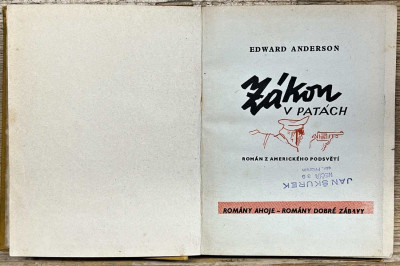 EDWARD ANDERSON
Zákon
V PATÁCH
ROMÁN Z AMERICKÉHO PODSVĚTÍ
JAN ŠKUREK
ROMÁNY AHOJE – ROMÁNY DOBRÉ ZÁBAVY